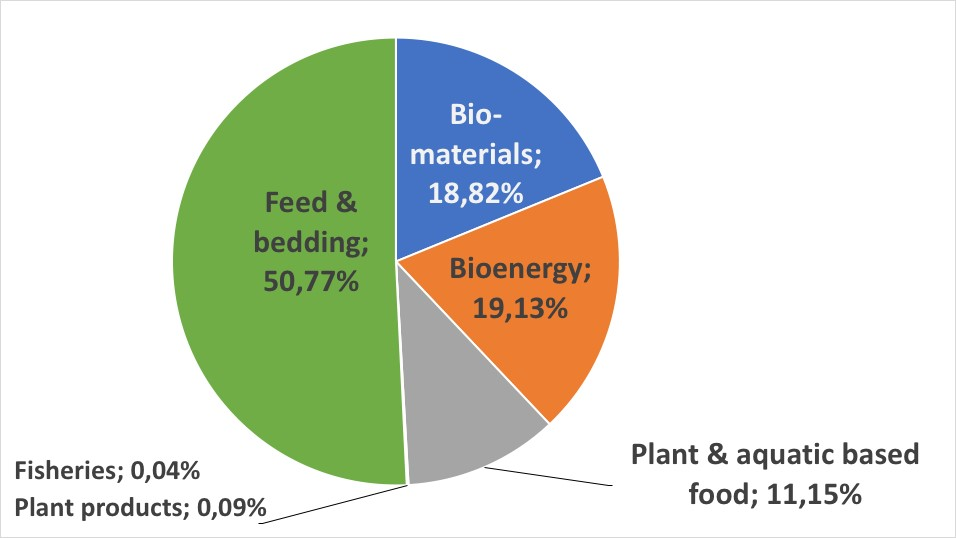 Bio-
materials;
18,82%
Feed &
bedding;
50,77%
Bioenergy;
19,13%
Plant & aquatic based
food; 11,15%
Fisheries; 0,04%
Plant products; 0,09%